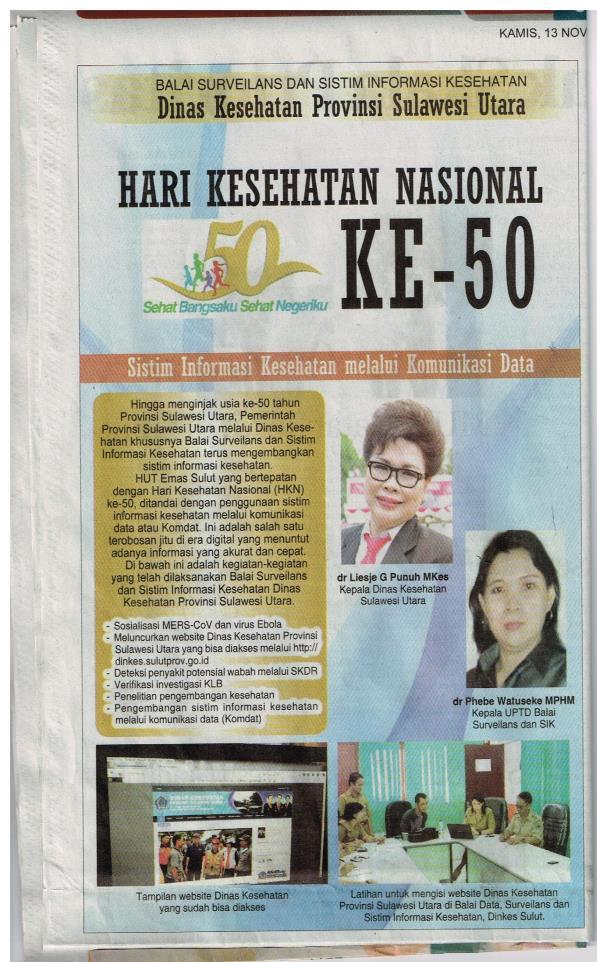 KAMIS, 13 NOV
BALAI SURVEILANS DAN SISTIM INFORMASI KESEHATAN
Dinas Kesehatan Provinsi Sulawesi Utara
HARI KESEHATAN NASIONAL
KE-50
50
Sehat Bangsaku Sehat Negeriku
Sistim Informasi Kesehatan melalui Komunikasi Data
Hingga menginjak usia ke-50 tahun
Provinsi Sulawesi Utara, Pemerintah
Provinsi Sulawesi Utara melalui Dinas Kese-
hatan khususnya Balai Surveilans dan Sistim
Informasi Kesehatan terus mengembangkan
sistim informasi kesehatan.
HUT Emas Sulut yang bertepatan
dengan Hari Kesehatan Nasional (HKN)
ke-50, ditandai dengan penggunaan sistim
informasi kesehatan melalui komunikasi
data atau Komdat. Ini adalah salah satu
terobosan jitu di era digital yang menuntut
adanya informasi yang akurat dan cepat.
Di bawah ini adalah kegiatan-kegiatan
yang telah dilaksanakan Balai Surveilans
dan Sistim Informasi Kesehatan Dinas
Kesehatan Provinsi Sulawesi Utara.
- Sosialisasi MERS-CoV dan virus Ebola
- Meluncurkan website Dinas Kesehatan Provinsi
Sulawesi Utara yang bisa diakses melalui http://
dinkes.sulutprov.go.id
- Deteksi penyakit potensial wabah melalui SKDR
- Verifikasi investigasi KLB
- Penelitian pengembangan kesehatan
- Pengembangan sistim informasi kesehatan
melalui komunikasi data (Komdat)
dr Liesje G Punuh MKes
Kepala Dinas Kesehatan
Sulawesi Utara
dr Phebe Watuseke MPHM
Kepala UPTD Balai
Surveilans dan SIK
Tampilan website Dinas Kesehatan
yang sudah bisa diakses
Latihan untuk mengisi website Dinas Kesehatan
Provinsi Sulawesi Utara di Balai Data, Surveilans dan
Sistim Informasi Kesehatan, Dinkes Sulut.